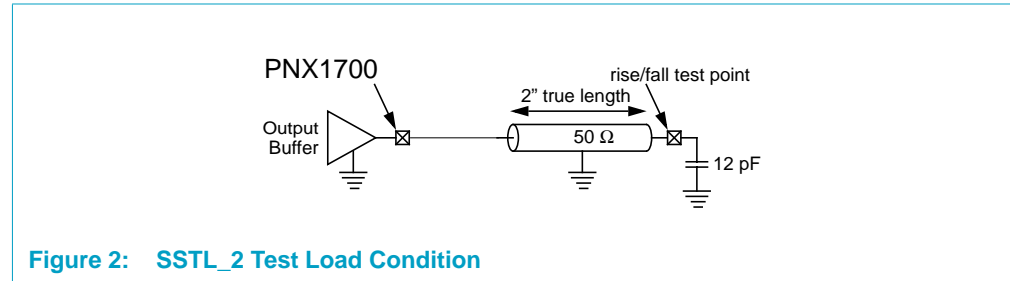 PNX1700
rise/fall test point
2" true length
Output
Buffer
50 Ω
12 pF
Figure 2: SSTL_2 Test Load Condition